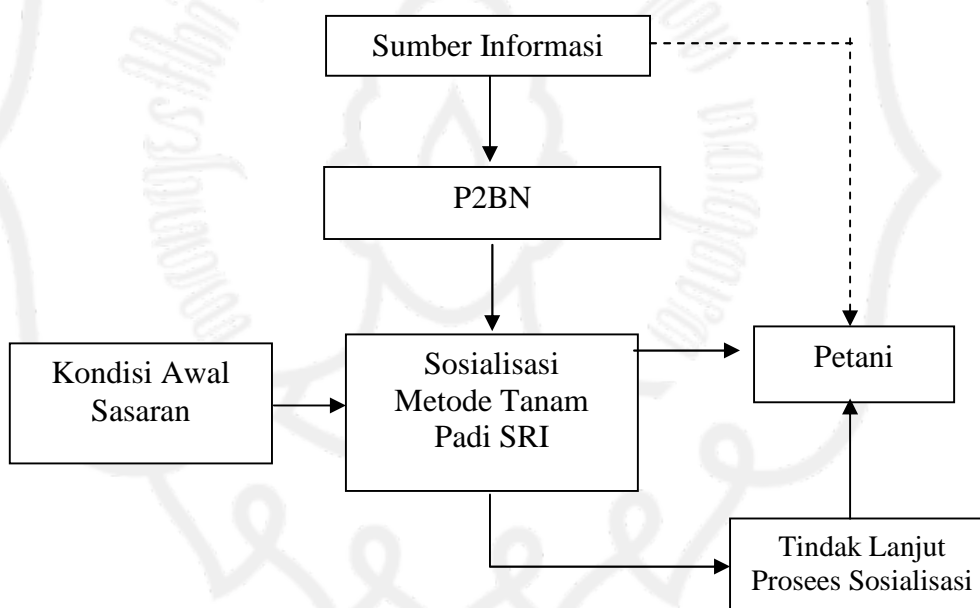 Sumber Informasi
P2BN
Kondisi Awal
Sasaran
Sosialisasi
Metode Tanam
Padi SRI
Petani
Tindak Lanjut
Prosees Sosialisasi